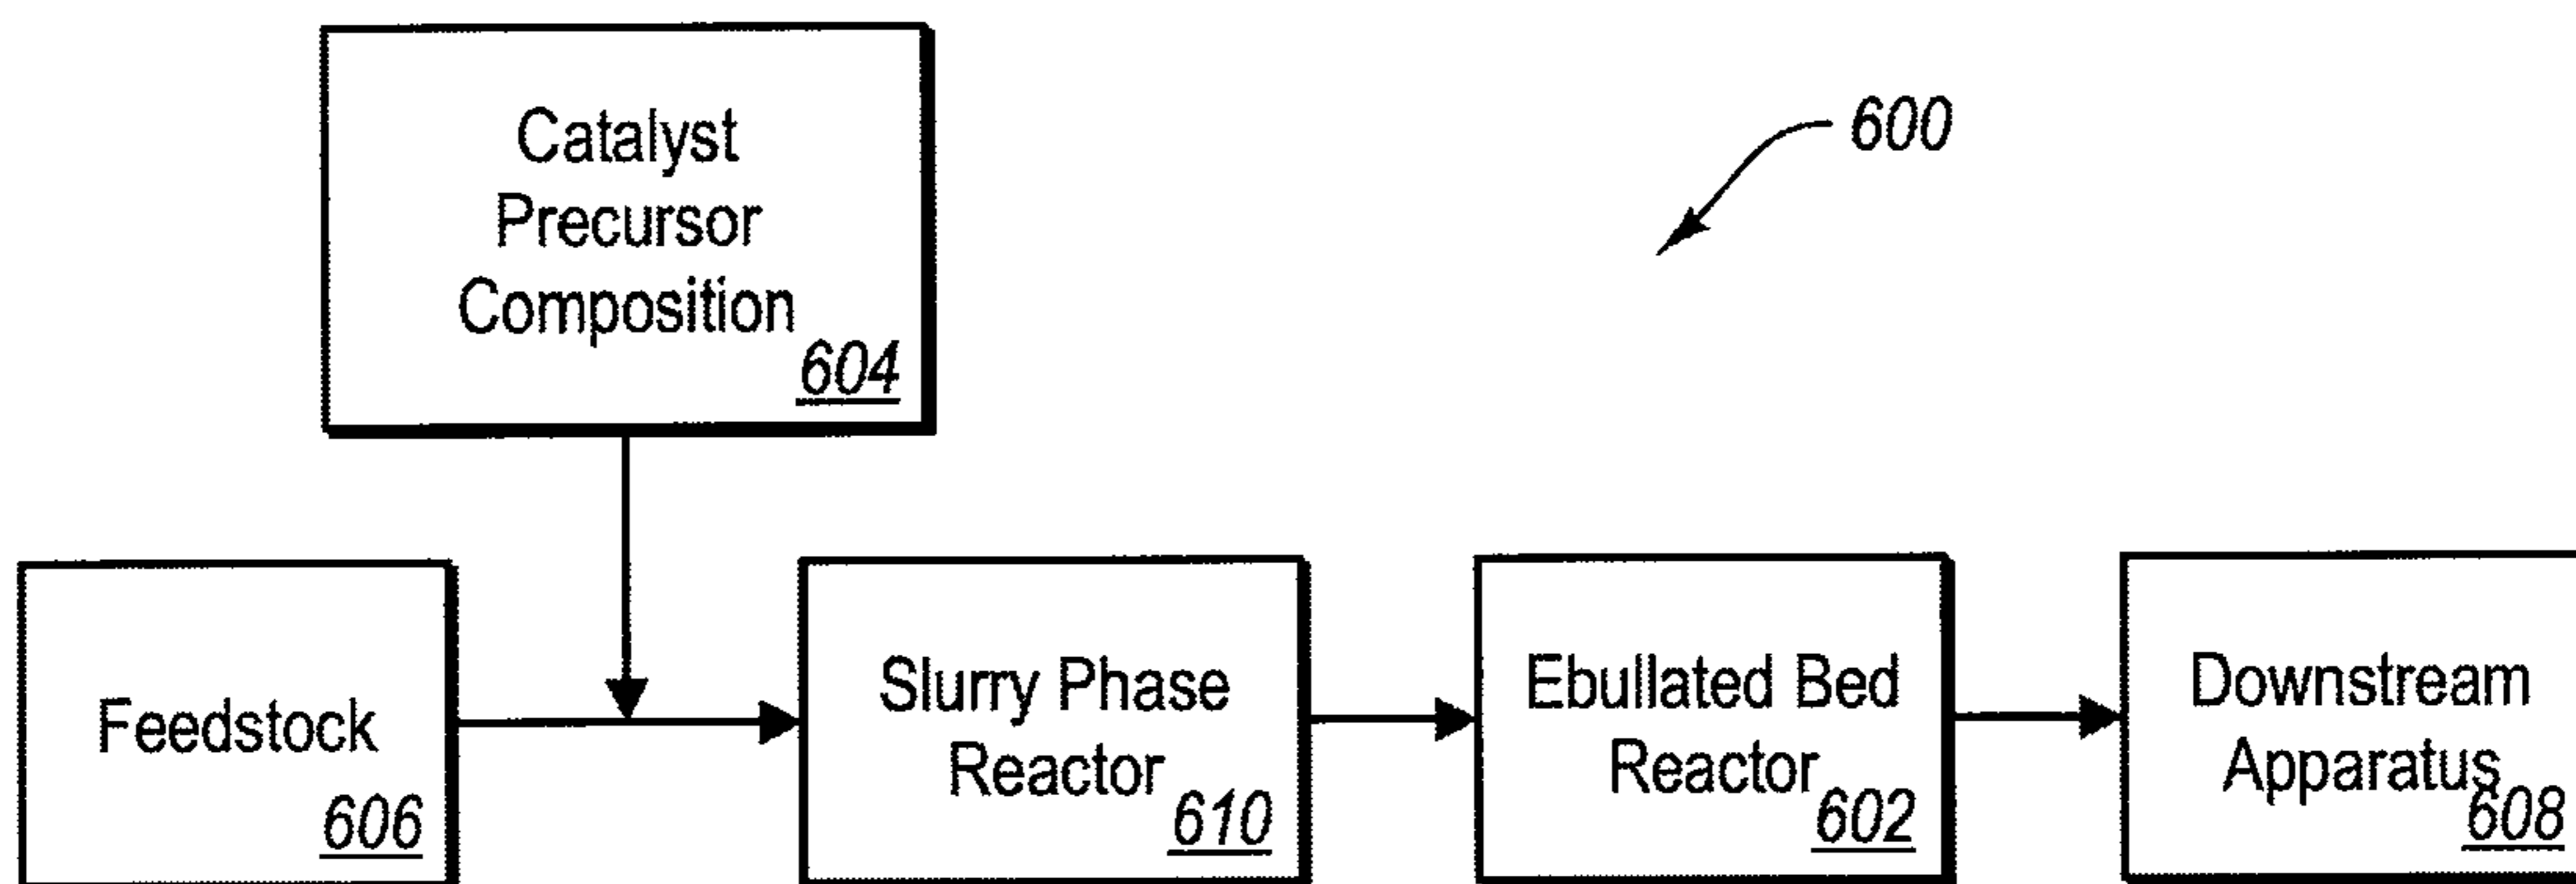 Catalyst
Precursor
Composition
604
600
Feedstock
606
Slurry Phase
Reactor
610
Ebullated Bed
Reactor
602
Downstream
Apparatus
608